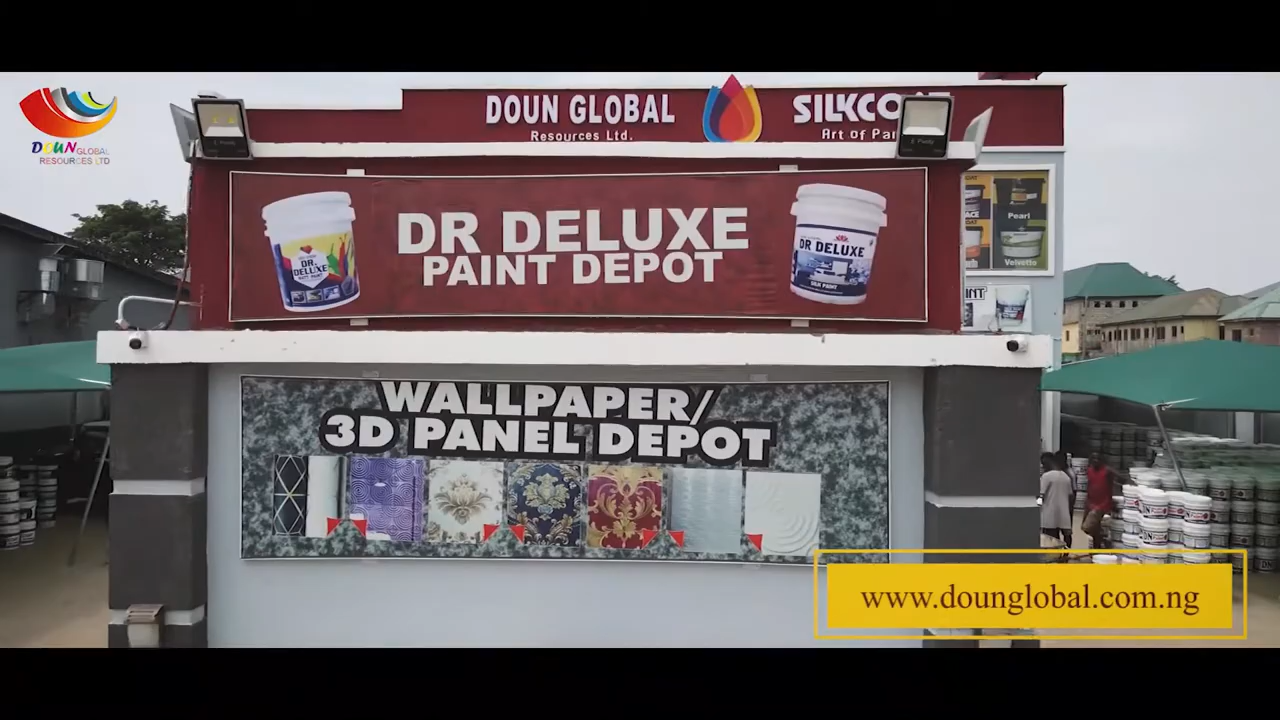 DOUN GLOBAL
RESOURCES LTD
DOUN GLOBAL
Resources Ltd.
SILKCO
Art of
DR DELUXE
PAINT DEPOT
DR.
DELUXE
DR DELUXE
SILK PAINT
Pearl
Velvetto
WALLPAPER/
3D PANEL DEPOT
www.dounglobal.com.ng